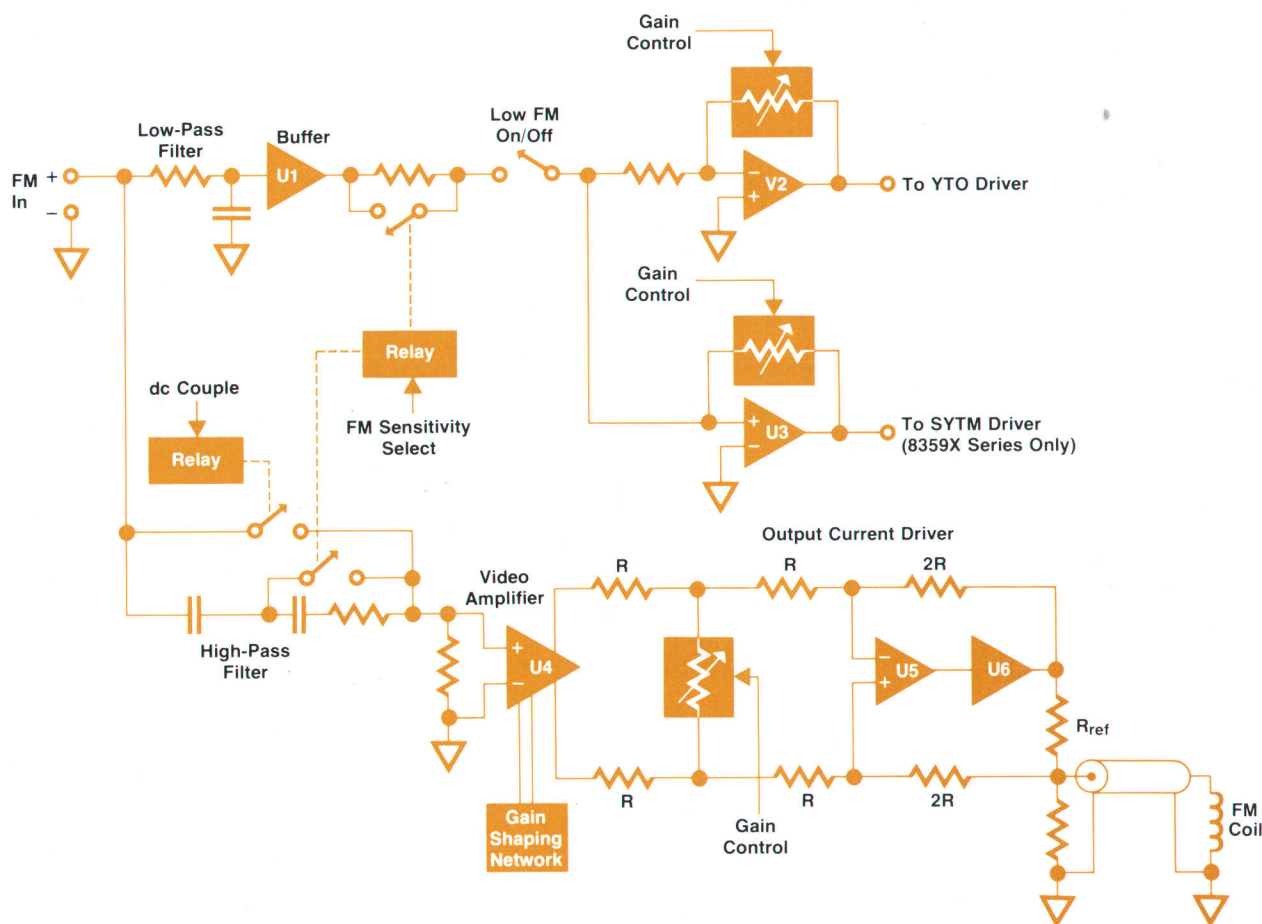 Gain
Control
Low-Pass
Filter
Buffer
Low FM
On/Off
FM
In
+
−
U1
−
+
V2
To YTO Driver
Gain
Control
Relay
FM Sensitivity
Select
dc Couple
Relay
+
−
U3
To SYTM Driver
(8359X Series Only)
Output Current Driver
R
R
2R
Video
Amplifier
High-Pass
Filter
+
−
U4
−
+
U5
U6
Rref
R
R
2R
Gain
Shaping
Network
Gain
Control
FM
Coil